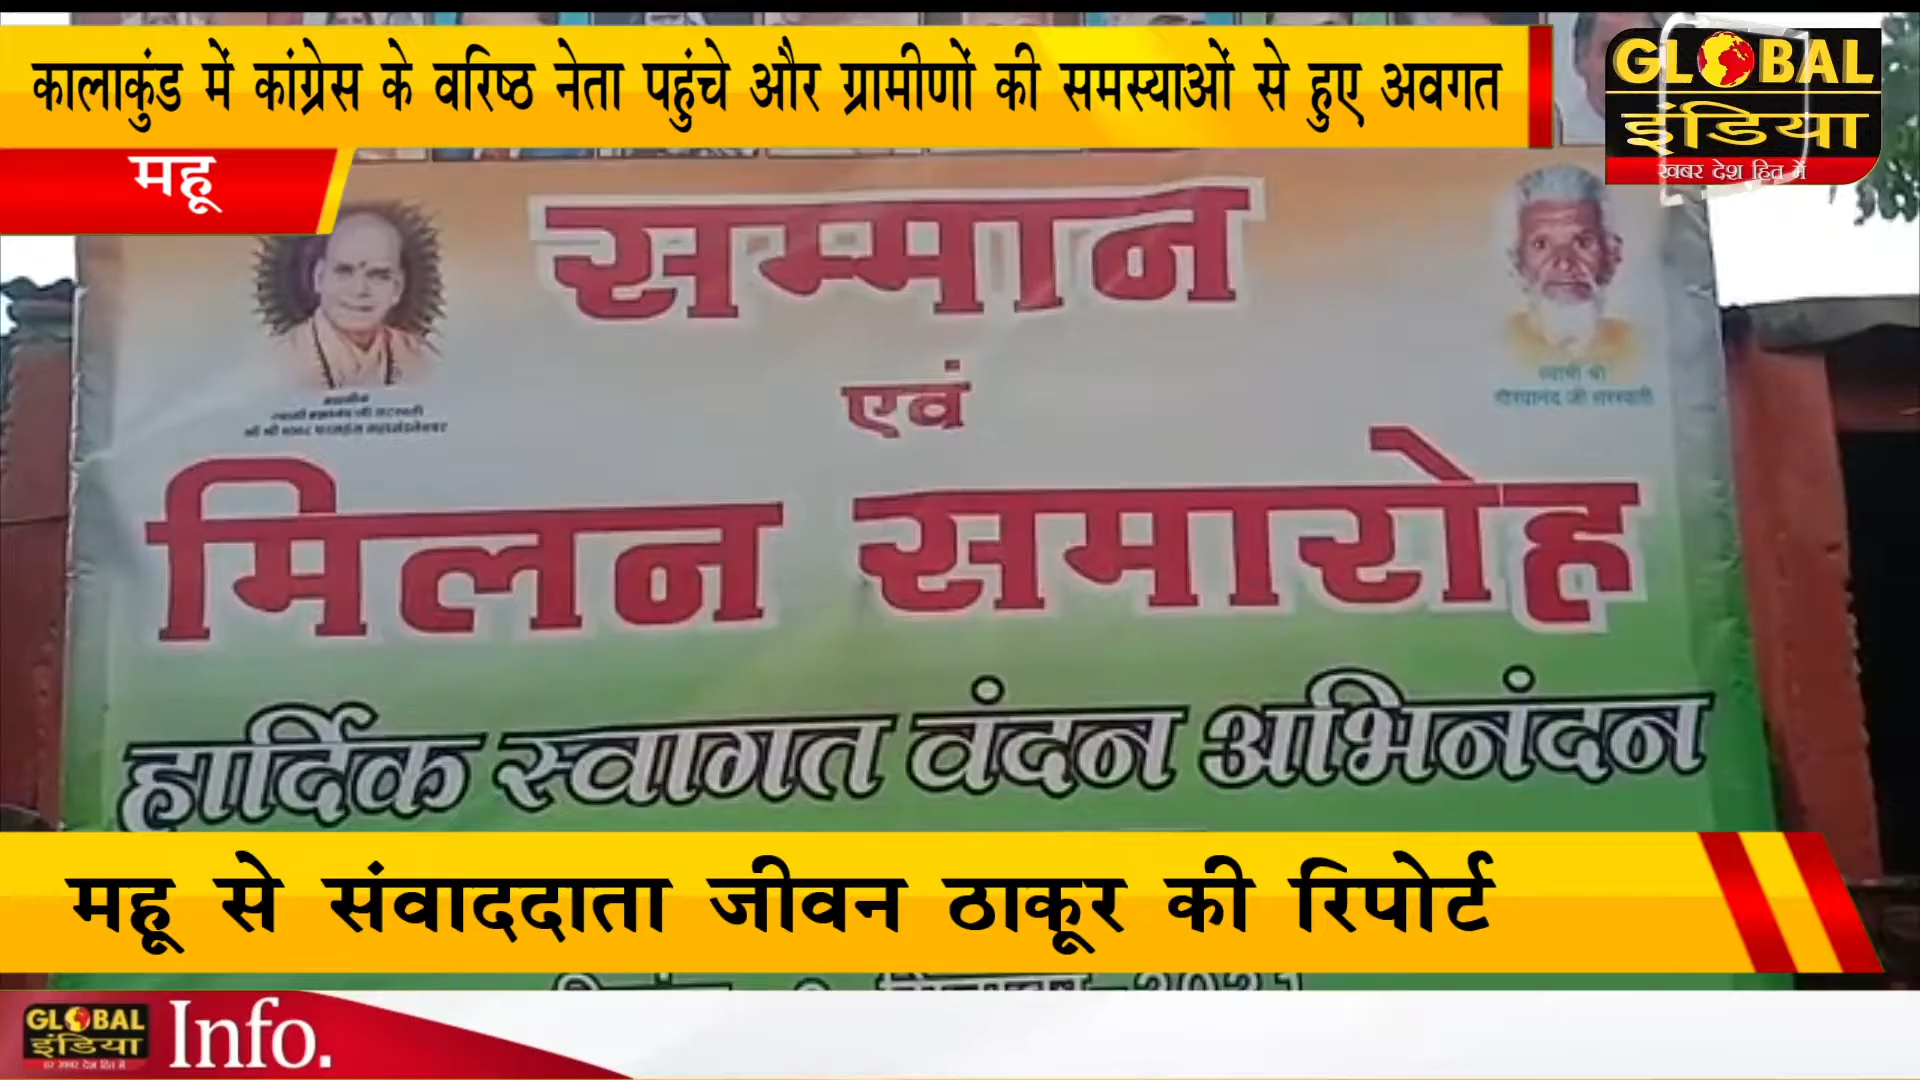 कालाकुंड में कांग्रेस के वरिष्ठ नेता पहुंचे और ग्रामीणों की समस्याओं से हुए अवगत
GLOBAL
इंडिया
खबर देश हित में
महू
सम्मान
एवं
स्वामी श्री
मिलन समारोह
हार्दिक स्वागत वंदन अभिनंदन
महू से संवाददाता जीवन ठाकूर की रिपोर्ट
GLOBAL
इंडिया
Info.